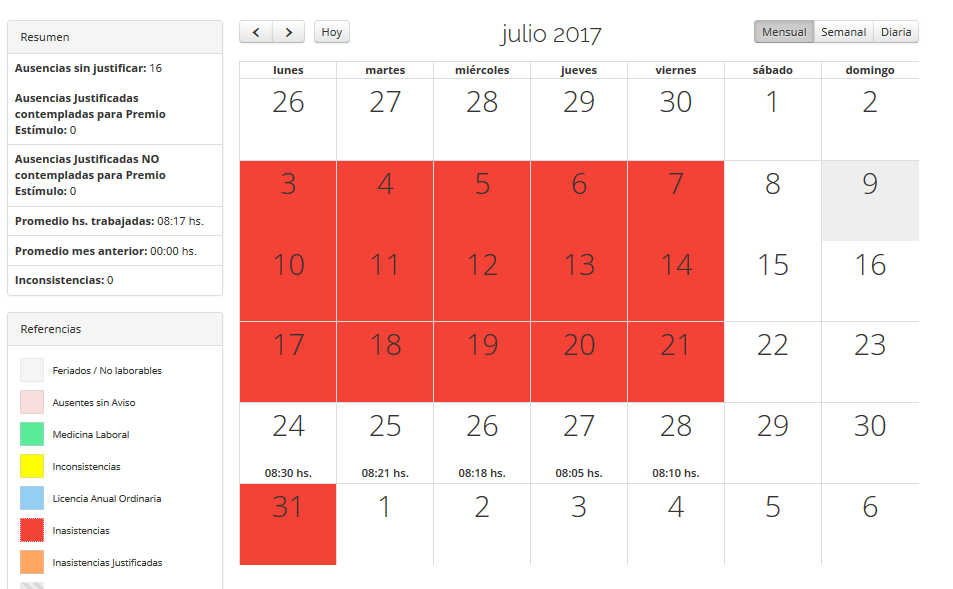 Resumen
Ausencias sin justificar: 16
Ausencias Justificadas
contempladas para Premio
Estímulo: 0
Ausencias Justificadas NO
contempladas para Premio
Estímulo: 0
Promedio hs. trabajadas: 08:17 hs.
Promedio mes anterior: 00:00 hs.
Inconsistencias: 0
Referencias
Feriados / No laborables
Ausentes sin Aviso
Medicina Laboral
Inconsistencias
Licencia Anual Ordinaria
Inasistencias
Inasistencias Justificadas
< > Hoy julio 2017 Mensual Semanal Diaria
lunes martes miércoles jueves viernes sábado domingo
26 27 28 29 30 1 2
3 4 5 6 7 8 9
10 11 12 13 14 15 16
17 18 19 20 21 22 23
24 25 26 27 28 29 30
08:30 hs. 08:21 hs. 08:18 hs. 08:05 hs. 08:10 hs.
31 1 2 3 4 5 6